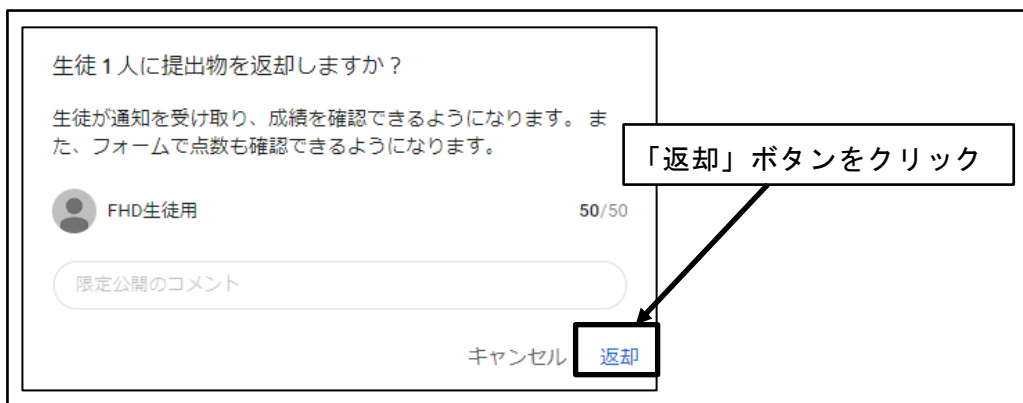 生徒 1 人に提出物を返却しますか？
生徒が通知を受け取り、成績を確認できるようになります。 ま
た、フォームで点数も確認できるようになります。
「返却」ボタンをクリック
FHD生徒用 50/50
限定公開のコメント
キャンセル 返却